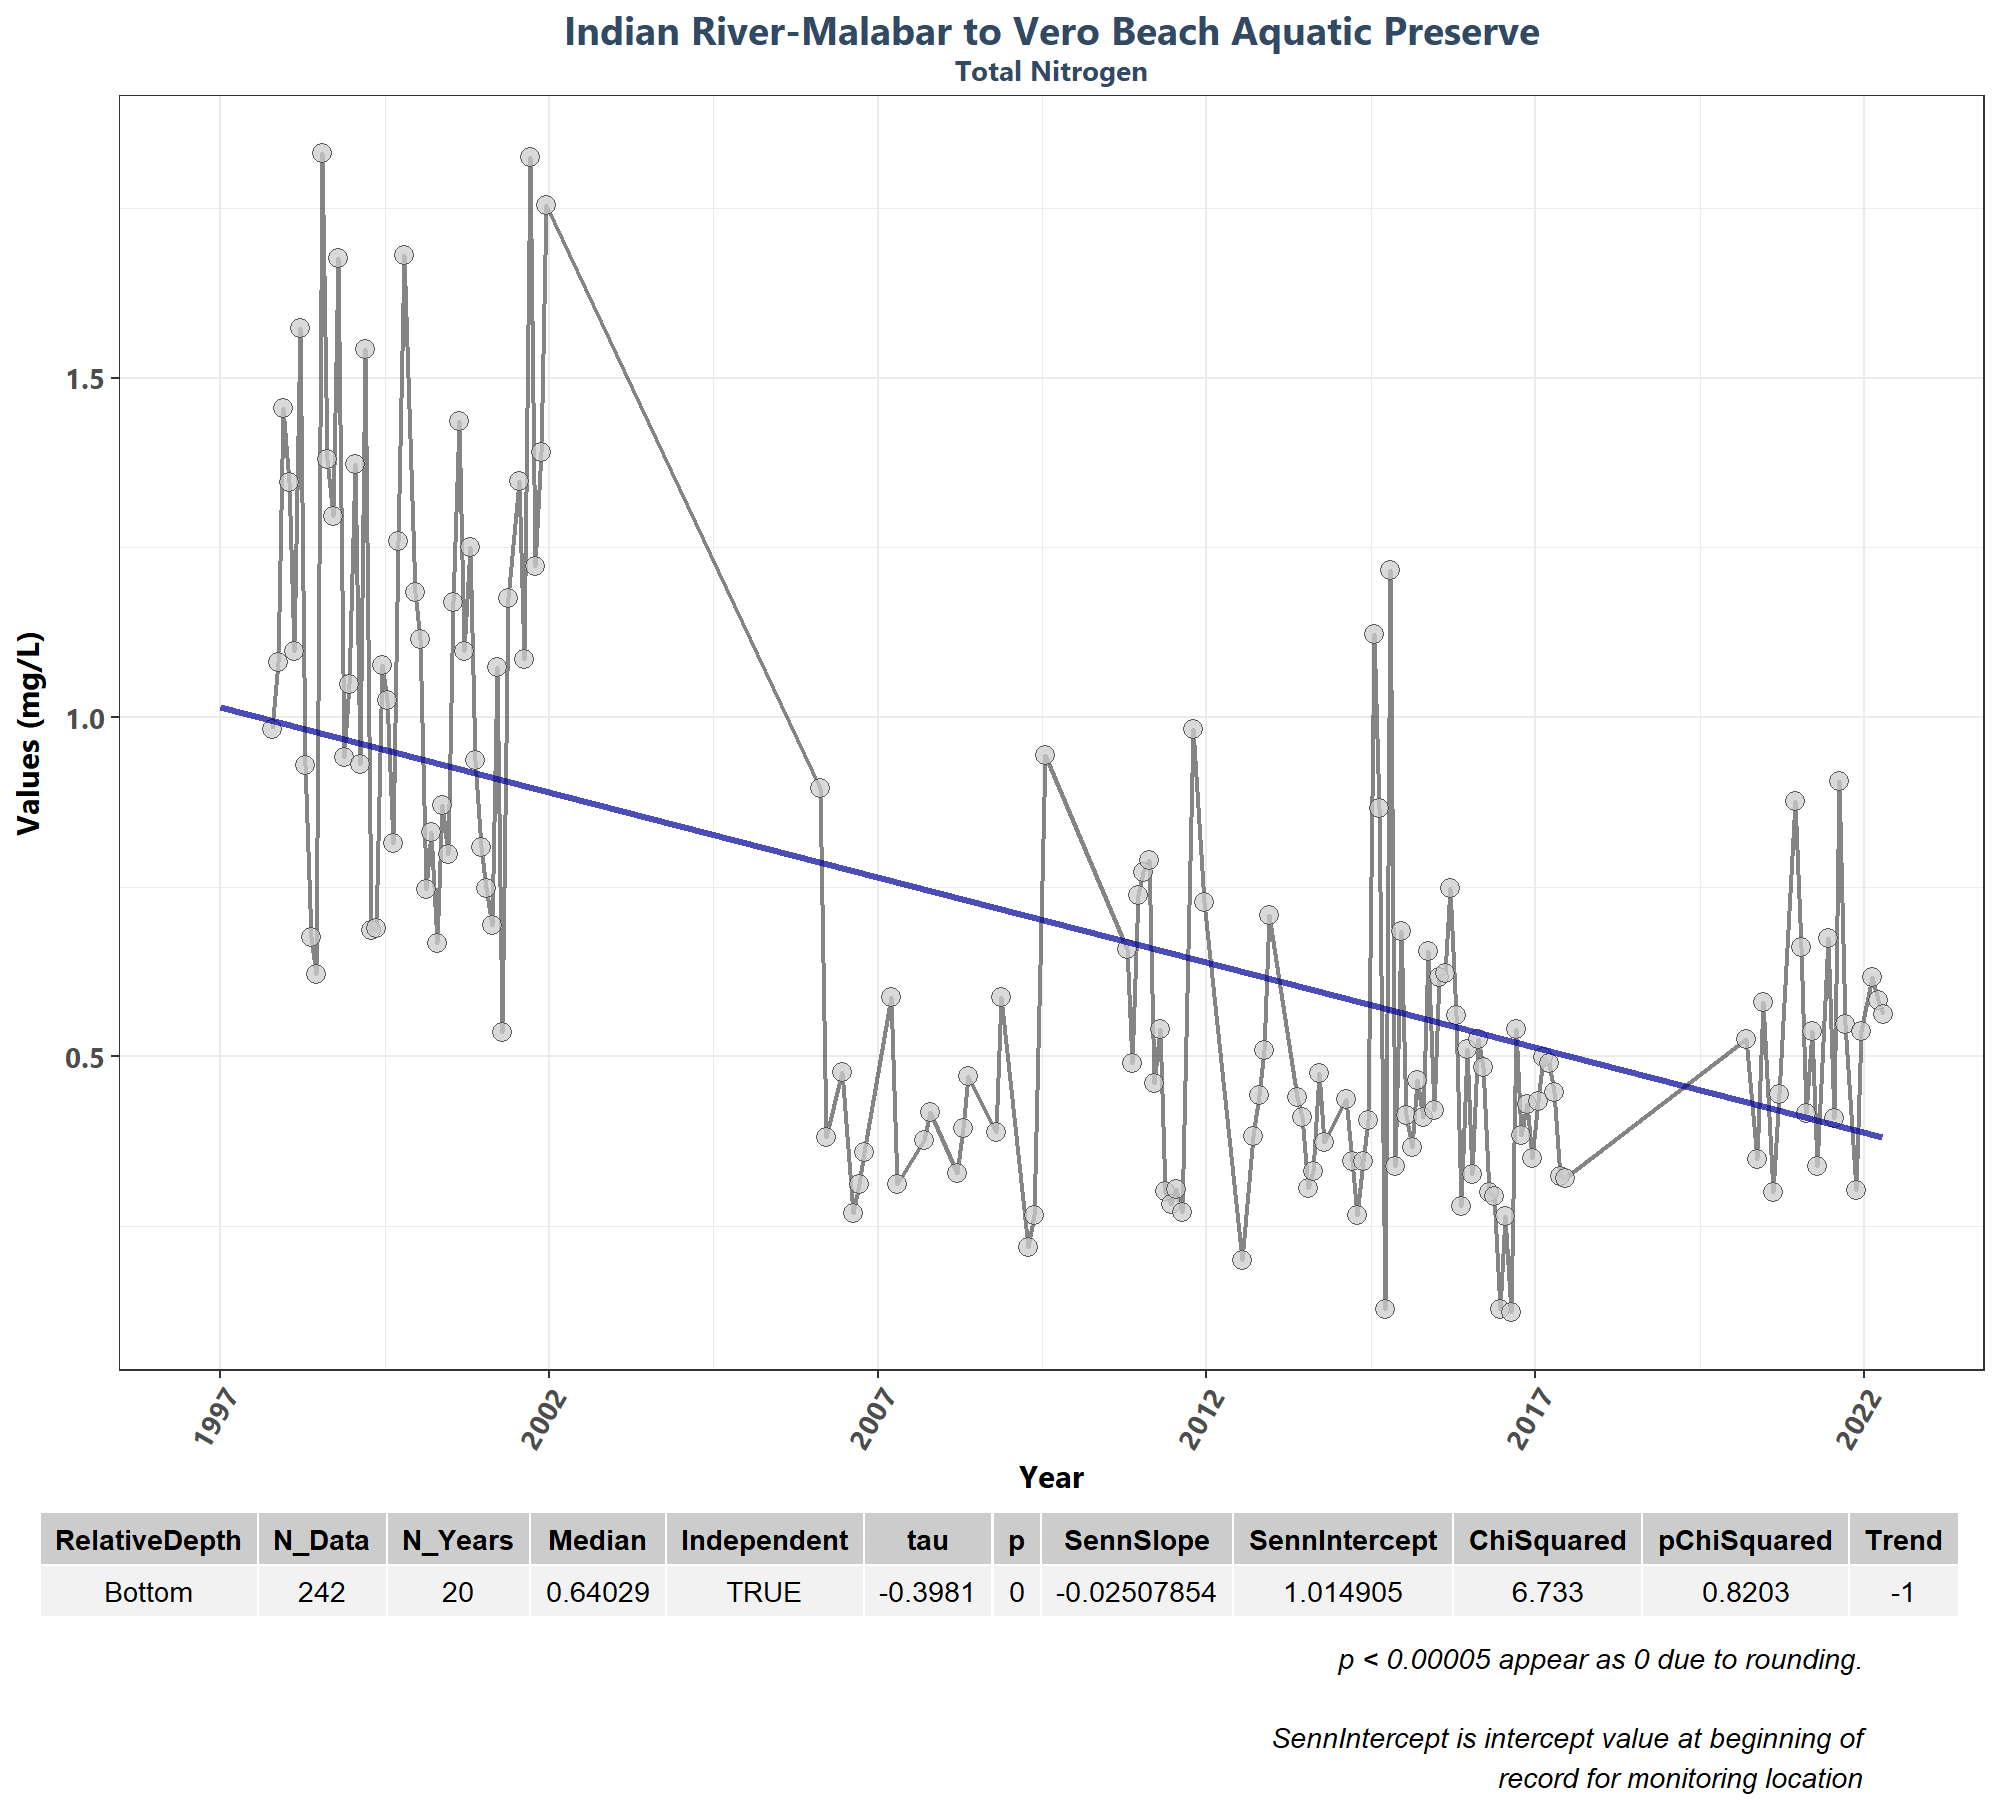 Indian River-Malabar to Vero Beach Aquatic Preserve
Total Nitrogen
Values (mg/L)
1.5
1.0
0.5
1997 2002 2007 2012 2017 2022
Year
RelativeDepth N_Data N_Years Median Independent tau p SennSlope SennIntercept ChiSquared pChiSquared Trend
Bottom 242 20 0.64029 TRUE -0.3981 0 -0.02507854 1.014905 6.733 0.8203 -1
p < 0.00005 appear as 0 due to rounding.
SennIntercept is intercept value at beginning of
record for monitoring location